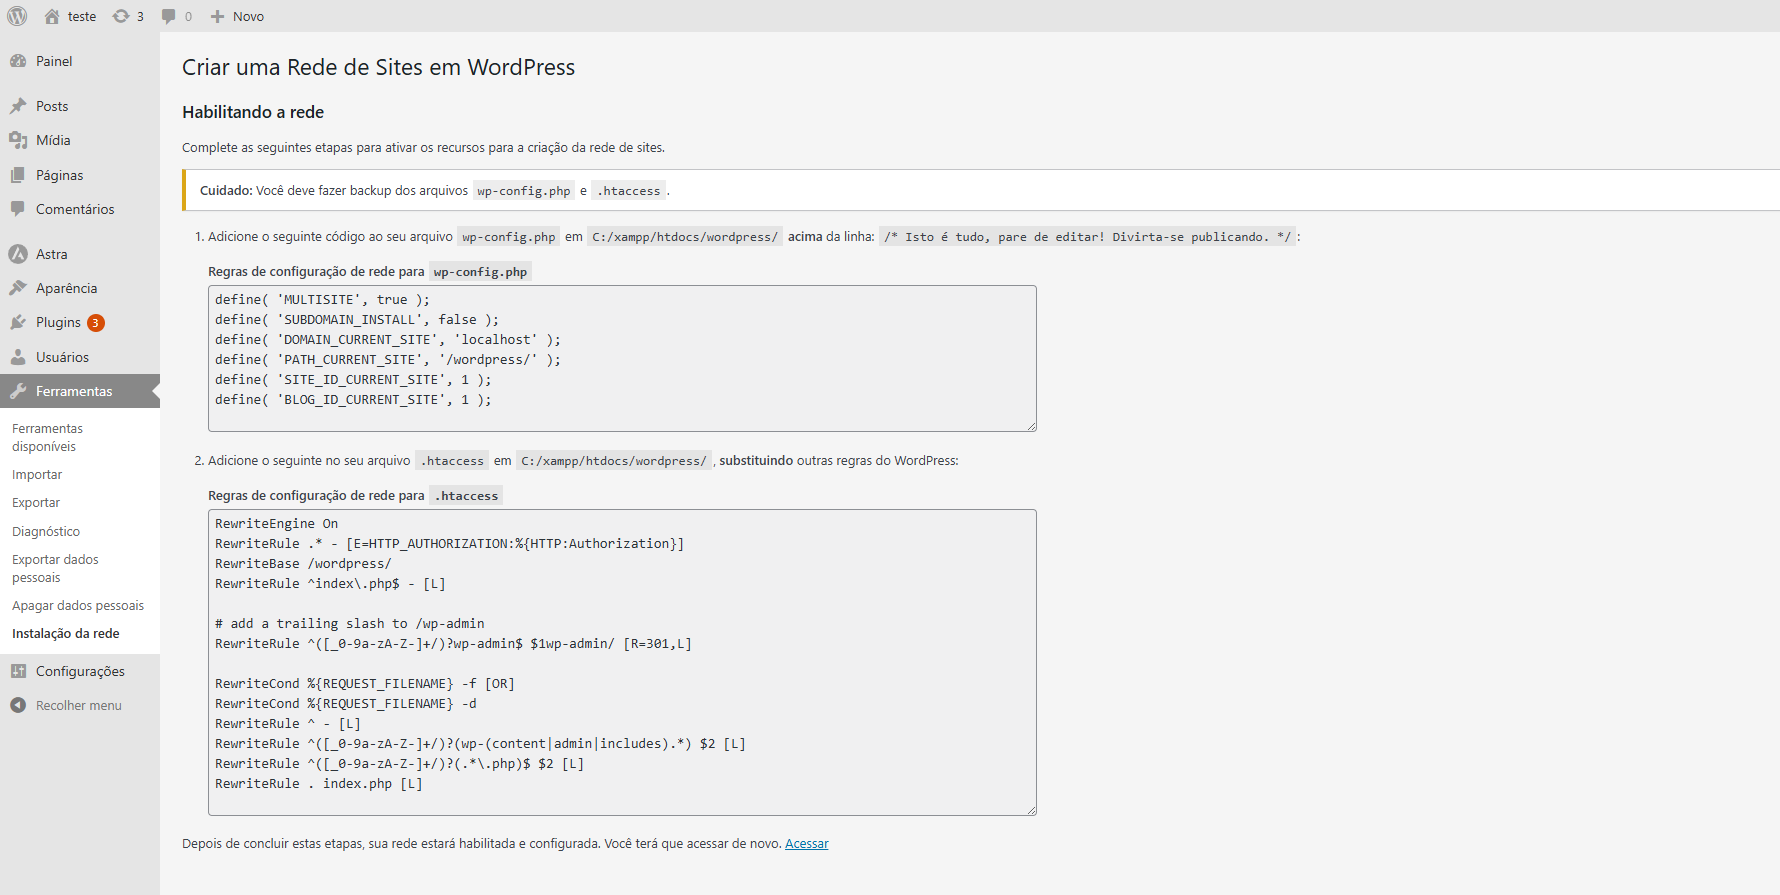 teste
3
0
Novo
Painel
Posts
Mídia
Páginas
Comentários
Astra
Aparência
Plugins 3
Usuários
Ferramentas
Ferramentas
disponíveis
Importar
Exportar
Diagnóstico
Exportar dados
pessoais
Apagar dados pessoais
Instalação da rede
Configurações
Recolher menu
Criar uma Rede de Sites em WordPress
Habilitando a rede
Complete as seguintes etapas para ativar os recursos para a criação da rede de sites.
Cuidado: Você deve fazer backup dos arquivos wp-config.php e .htaccess .
1. Adicione o seguinte código ao seu arquivo wp-config.php em C:/xampp/htdocs/wordpress/ acima da linha: /* Isto é tudo, pare de editar! Divirta-se publicando. */ :
Regras de configuração de rede para wp-config.php
define( 'MULTISITE', true );
define( 'SUBDOMAIN_INSTALL', false );
define( 'DOMAIN_CURRENT_SITE', 'localhost' );
define( 'PATH_CURRENT_SITE', '/wordpress/' );
define( 'SITE_ID_CURRENT_SITE', 1 );
define( 'BLOG_ID_CURRENT_SITE', 1 );
2. Adicione o seguinte no seu arquivo .htaccess em C:/xampp/htdocs/wordpress/ , substituindo outras regras do WordPress:
Regras de configuração de rede para .htaccess
RewriteEngine On
RewriteRule .* - [E=HTTP_AUTHORIZATION:%{HTTP:Authorization}]
RewriteBase /wordpress/
RewriteRule ^index\.php$ - [L]
# add a trailing slash to /wp-admin
RewriteRule ^([_0-9a-zA-Z-]+/)?wp-admin$ $1wp-admin/ [R=301,L]
RewriteCond %{REQUEST_FILENAME} -f [OR]
RewriteCond %{REQUEST_FILENAME} -d
RewriteRule ^ - [L]
RewriteRule ^([_0-9a-zA-Z-]+/)?(wp-(content|admin|includes).*) $2 [L]
RewriteRule ^([_0-9a-zA-Z-]+/)?(.*\.php)$ $2 [L]
RewriteRule . index.php [L]
Depois de concluir estas etapas, sua rede estará habilitada e configurada. Você terá que acessar de novo. Acessar